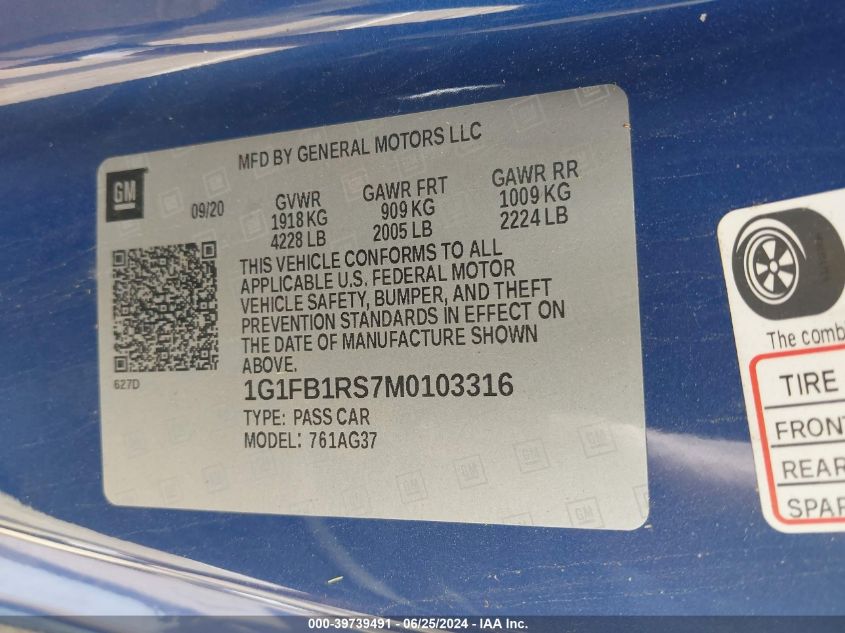 MFD BY GENERAL MOTORS LLC
GM
09/20
GVWR
1918 KG
4228 LB
GAWR FRT
909 KG
2005 LB
GAWR RR
1009 KG
2224 LB
THIS VEHICLE CONFORMS TO ALL
APPLICABLE U.S. FEDERAL MOTOR
VEHICLE SAFETY, BUMPER, AND THEFT
PREVENTION STANDARDS IN EFFECT ON
THE DATE OF MANUFACTURE SHOWN
ABOVE.
627D
1G1FB1RS7M0103316
TYPE: PASS CAR
MODEL: 761AG37
The comb
TIRE
FRONT
REAR
SPAR
000-39739491 - 06/25/2024 - IAA Inc.